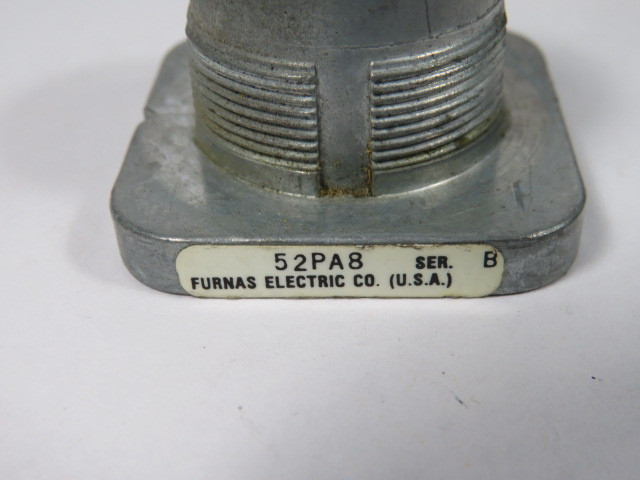 52PA8 SER. B
FURNAS ELECTRIC CO. (U.S.A.)